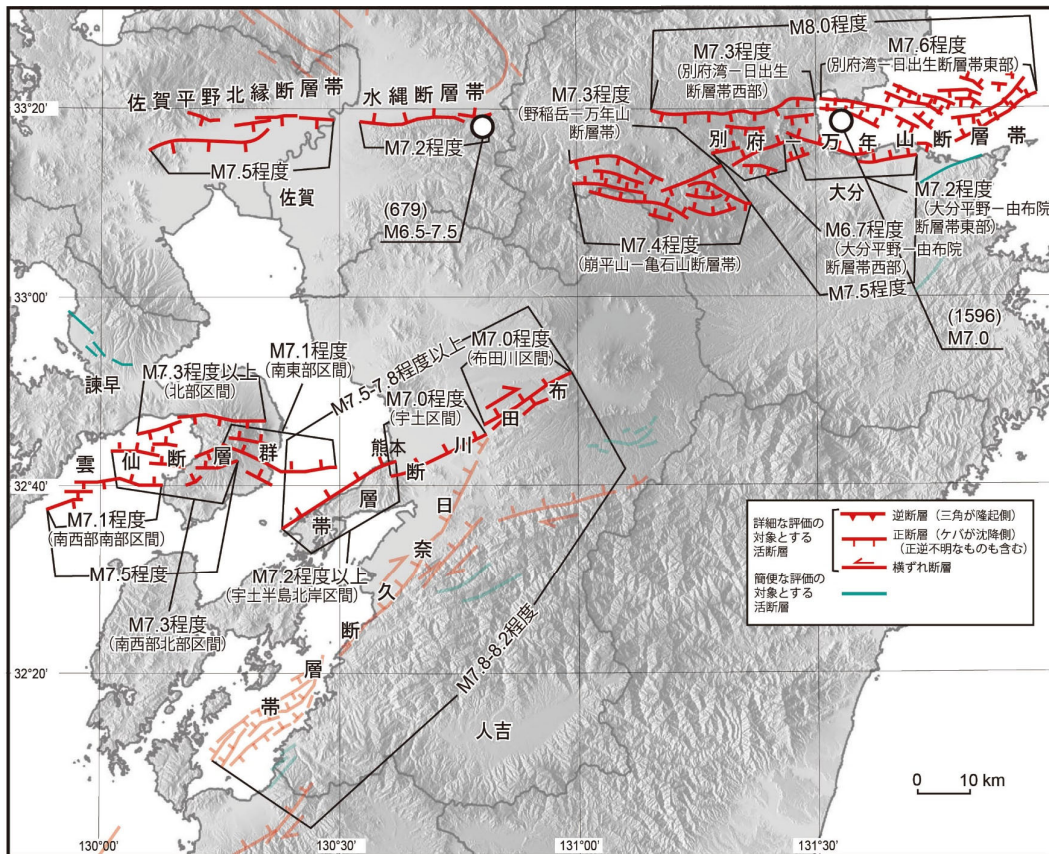 M8.0程度
M7.3程度
(別府湾－日出生
断層帯西部)
M7.6程度
(別府湾－日出生断層帯東部)
佐賀平野北縁断層帯
水縄断層帯
M7.3程度
(野稲岳－万年山
断層帯)
33°20'
別府－万年山断層帯
M7.2程度
M7.5程度
佐賀
大分
M7.2程度
(大分平野－由布院
断層帯東部)
(679)
M6.5-7.5
M6.7程度
(大分平野－由布院
断層帯西部)
M7.4程度
(崩平山－亀石山断層帯)
M7.5程度
33°00'
(1596)
M7.0
M7.0程度
(布田川区間)
M7.1程度
(南東部区間)
M7.5-7.8程度以上
M7.3程度以上
(北部区間)
諫早
M7.0程度
(宇土区間)
布田川断層帯
熊本
雲仙断層群
32°40'
M7.1程度
(南西部南部区間)
M7.5程度
M7.2程度以上
(宇土半島北岸区間)
日奈久断層帯
M7.3程度
(南西部北部区間)
M7.8-8.2程度
32°20'
人吉
詳細な評価の
対象とする
活断層
逆断層(三角が隆起側)
正断層(ケバが沈降側)
(正逆不明なものも含む)
横ずれ断層
簡便な評価の
対象とする
活断層
0 10 km
130°00' 130°30' 131°00' 131°30'